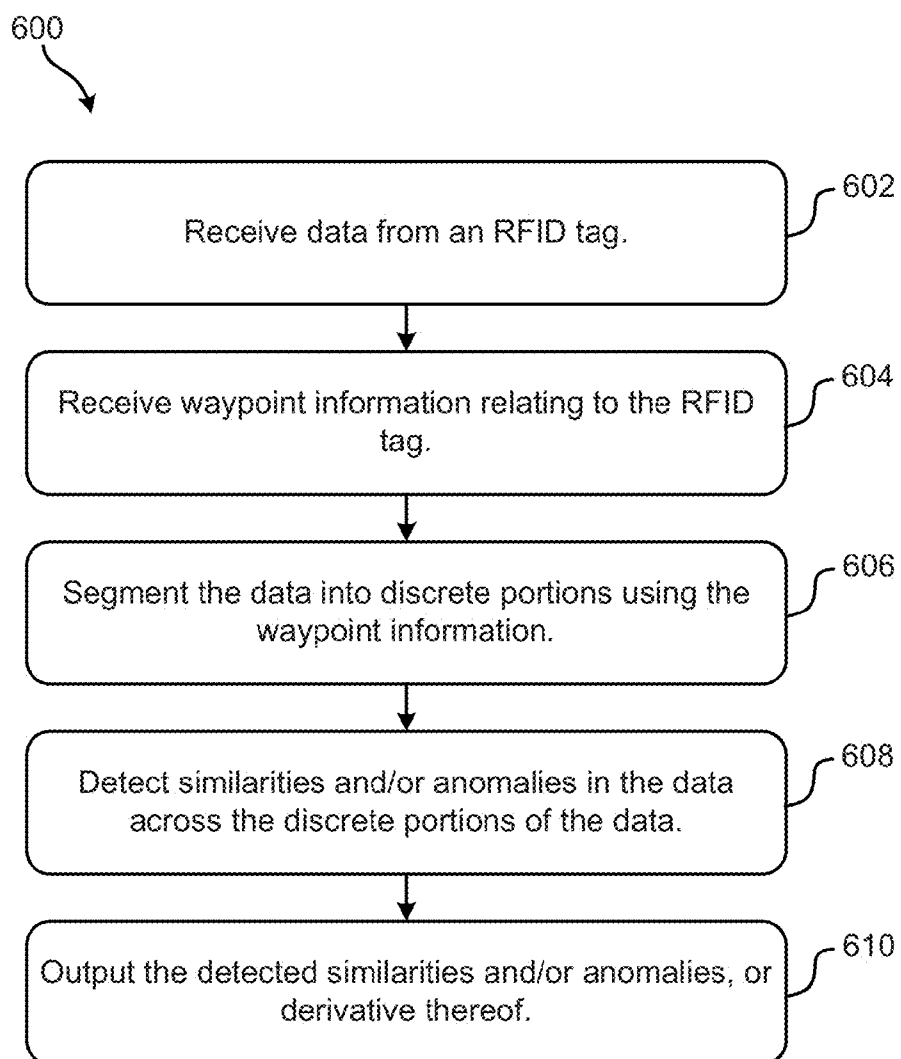 600
Receive data from an RFID tag.
602
Receive waypoint information relating to the RFID
tag.
604
Segment the data into discrete portions using the
waypoint information.
606
Detect similarities and/or anomalies in the data
across the discrete portions of the data.
608
Output the detected similarities and/or anomalies, or
derivative thereof.
610